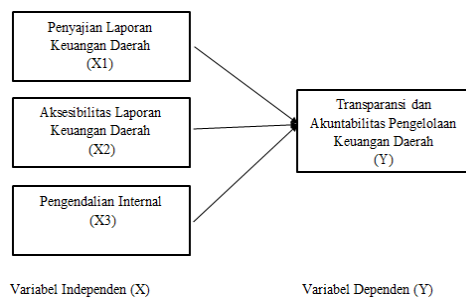 Penyajian Laporan
Keuangan Daerah
(X1)
Aksesibilitas Laporan
Keuangan Daerah
(X2)
Pengendalian Internal
(X3)
Transparansi dan
Akuntabilitas Pengelolaan
Keuangan Daerah
(Y)
Variabel Independen (X)
Variabel Dependen (Y)